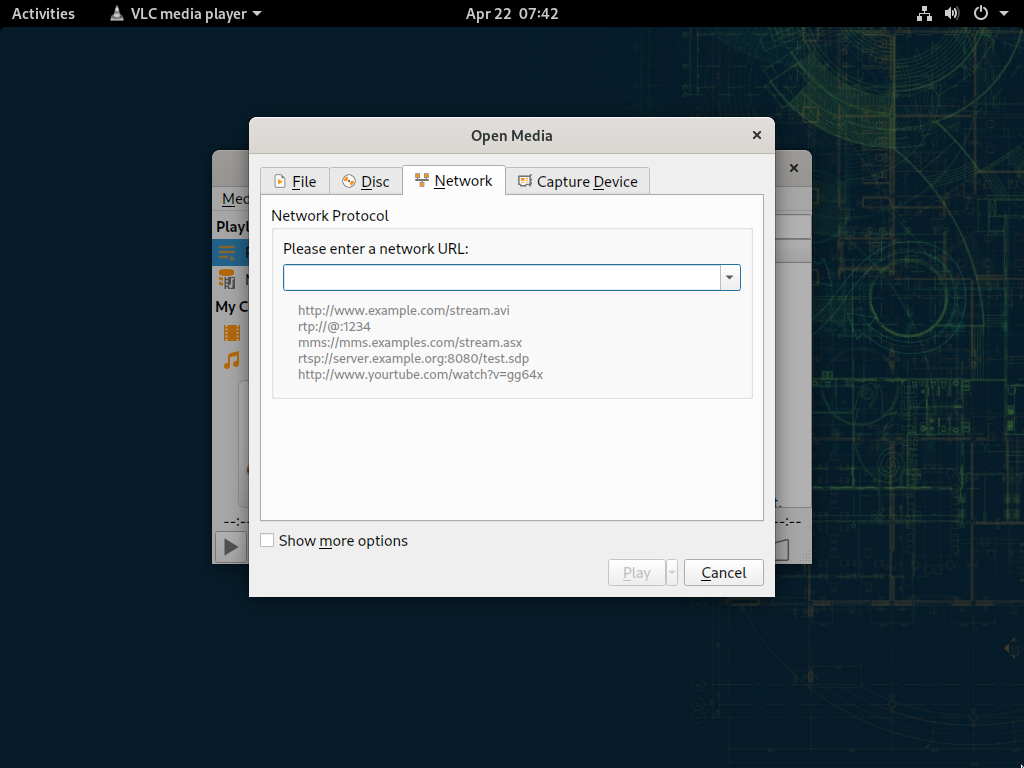 Activities VLC media player Apr 22 07:42
Open Media
File Disc Network Capture Device
Med
Network Protocol
Playl
Please enter a network URL:
My C
http://www.example.com/stream.avi
rtp://@:1234
mms://mms.examples.com/stream.asx
rtsp://server.example.org:8080/test.sdp
http://www.yourtube.com/watch?v=gg64x
--:-- --:--
Show more options
Play Cancel